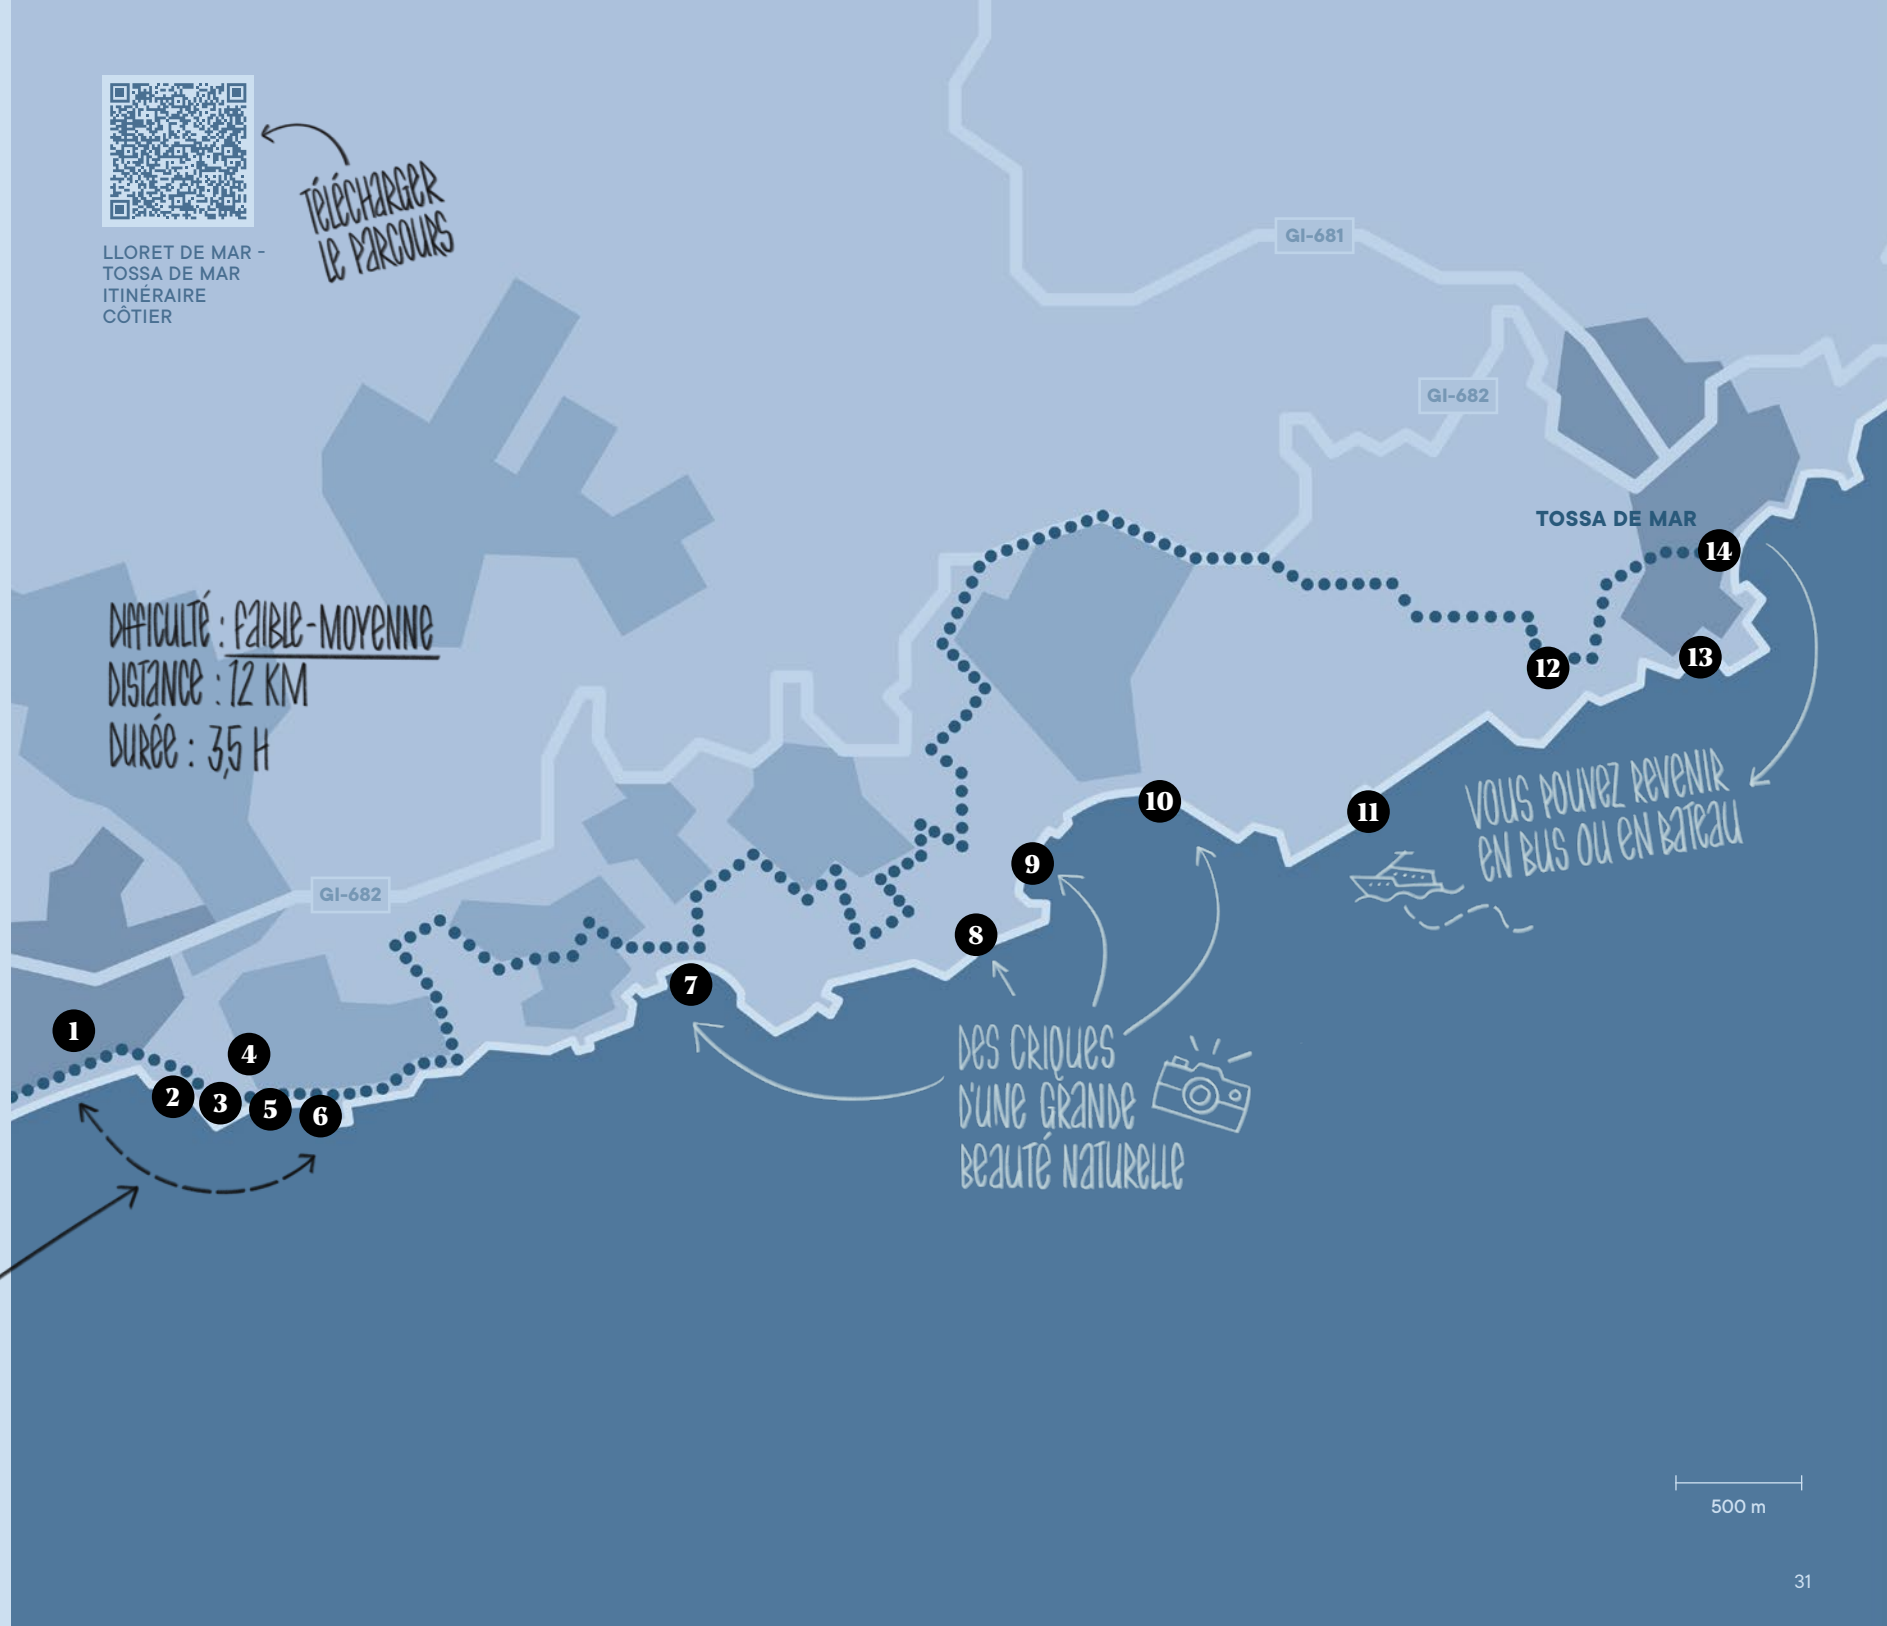 TÉLÉCHARGER
LE PARCOURS
LLORET DE MAR -
TOSSA DE MAR
ITINÉRAIRE
CÔTIER
GI-681
GI-682
TOSSA DE MAR
14
DIFFICULTÉ : FAIBLE-MOYENNE
DISTANCE : 12 KM
DURÉE : 3,5 H
13
12
VOUS POUVEZ REVENIR
EN BUS OU EN BATEAU
10
11
9
GI-682
8
7
1
4
2
3
5
6
DES CRIQUES
D'UNE GRANDE
BEAUTÉ NATURELLE
500 m
31